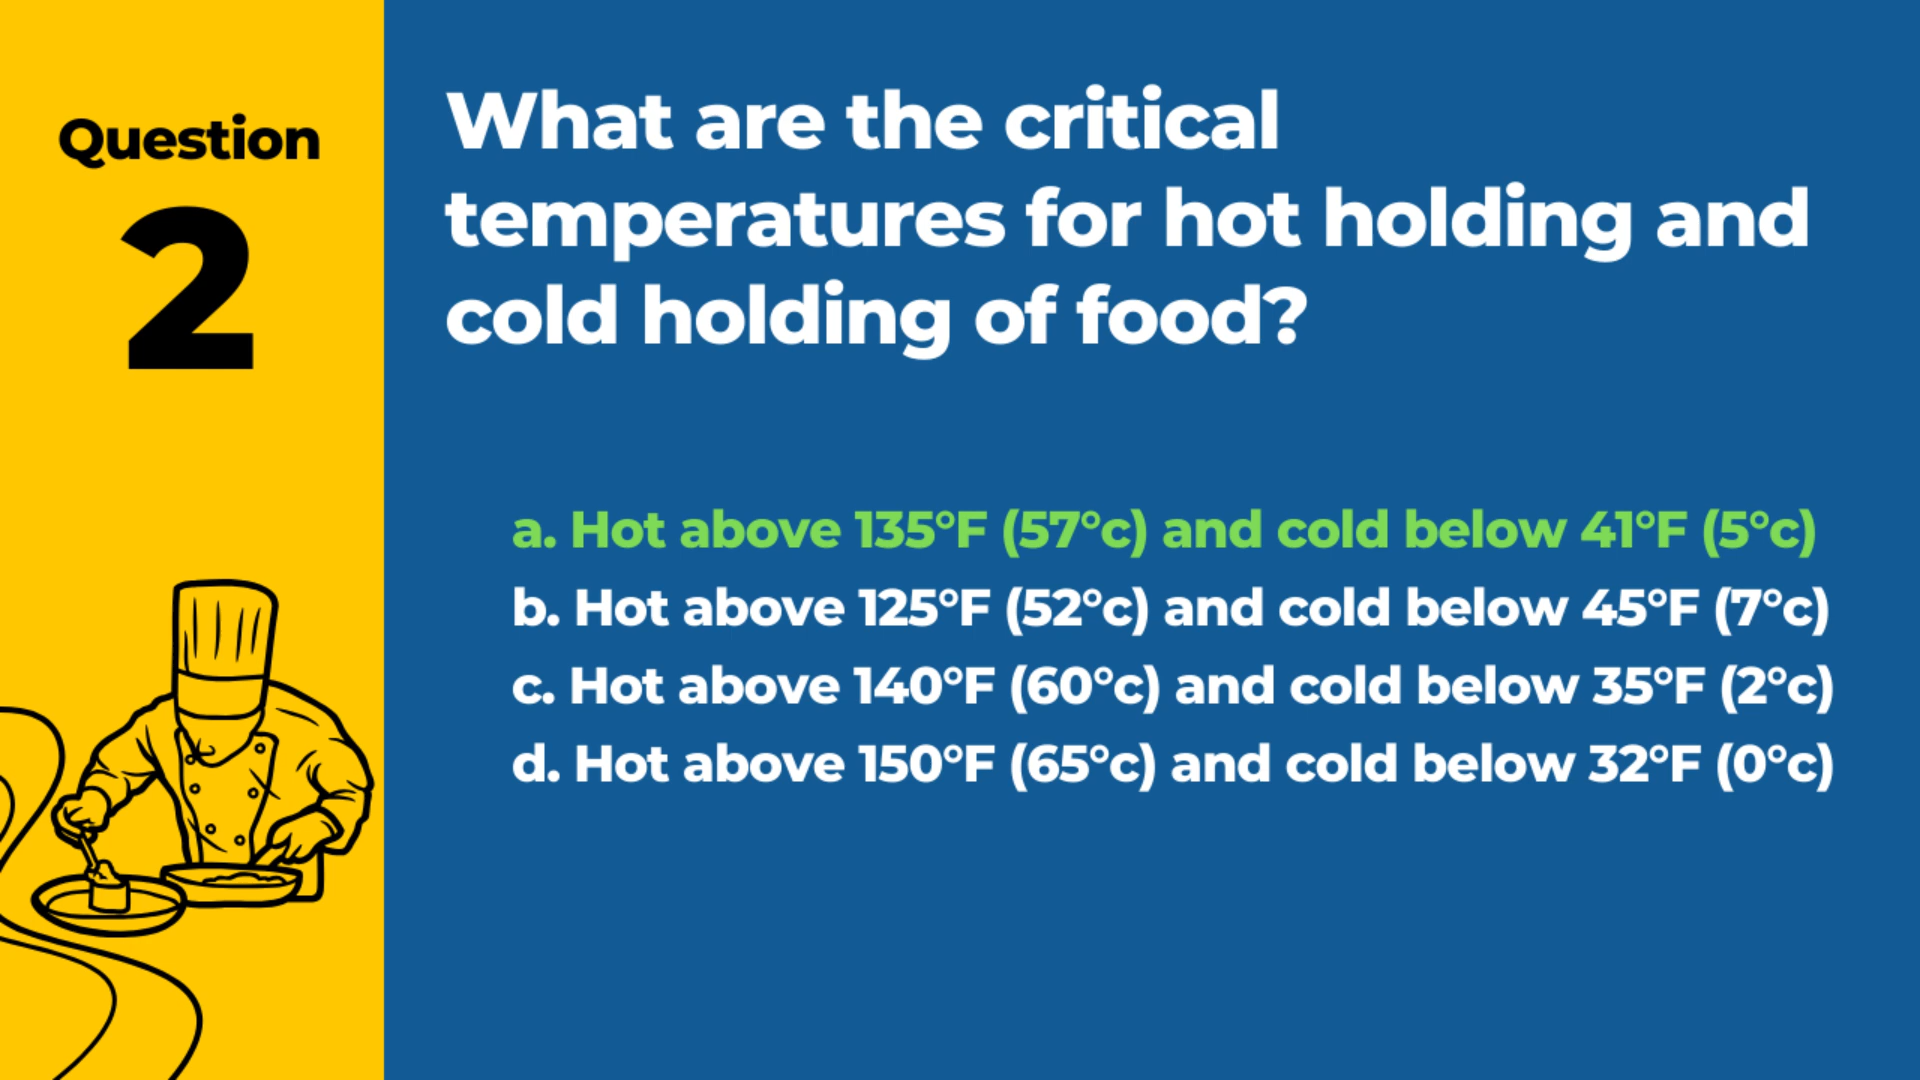 Question
2
What are the critical
temperatures for hot holding and
cold holding of food?
a. Hot above 135°F (57°c) and cold below 41°F (5°c)
b. Hot above 125°F (52°c) and cold below 45°F (7°c)
c. Hot above 140°F (60°c) and cold below 35°F (2°c)
d. Hot above 150°F (65°c) and cold below 32°F (0°c)